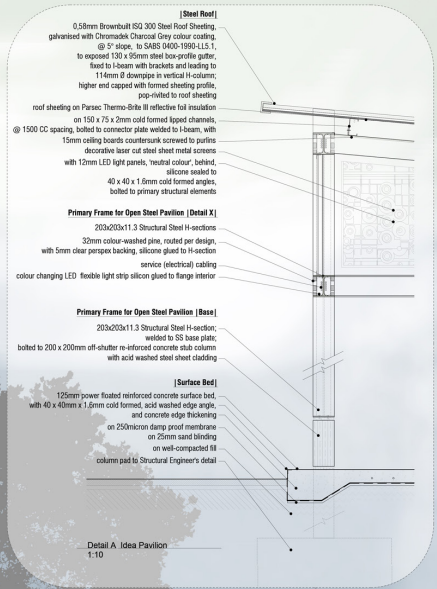 |Steel Roof|
0,58mm Brownbuilt ISQ 300 Steel Roof Sheeting,
galvanised with Chromadek Charcoal Grey colour coating,
@ 5° slope, to SABS 0400-1990-LL5.1,
to exposed 130 x 95mm steel box-profile gutter,
fixed to I-beam with brackets and leading to
114mm Ø downpipe in vertical H-column;
higher end capped with formed sheeting profile,
pop-rivited to roof sheeting
roof sheeting on Parsec Thermo-Brite III reflective foil insulation
on 150 x 75 x 2mm cold formed lipped channels,
@ 1500 CC spacing, bolted to connector plate welded to I-beam, with
15mm ceiling boards countersunk screwed to purlins
decorative laser cut steel sheet metal screens
with 12mm LED light panels, 'neutral colour', behind,
silicone sealed to
40 x 40 x 1.6mm cold formed angles,
bolted to primary structural elements
Primary Frame for Open Steel Pavilion |Detail X|
203x203x11.3 Structural Steel H-sections
32mm colour-washed pine, routed per design,
with 5mm clear perspex backing, silicone glued to H-section
service (electrical) cabling
colour changing LED flexible light strip silicon glued to flange interior
Primary Frame for Open Steel Pavilion |Base|
203x203x11.3 Structural Steel H-section;
welded to SS base plate;
bolted to 200 x 200mm off-shutter re-inforced concrete stub column
with acid washed steel sheet cladding
|Surface Bed|
125mm power floated reinforced concrete surface bed,
with 40 x 40mm x 1.6mm cold formed, acid washed edge angle,
and concrete edge thickening
on 250micron damp proof membrane
on 25mm sand blinding
on well-compacted fill
column pad to Structural Engineer's detail
Detail A Idea Pavilion
1:10